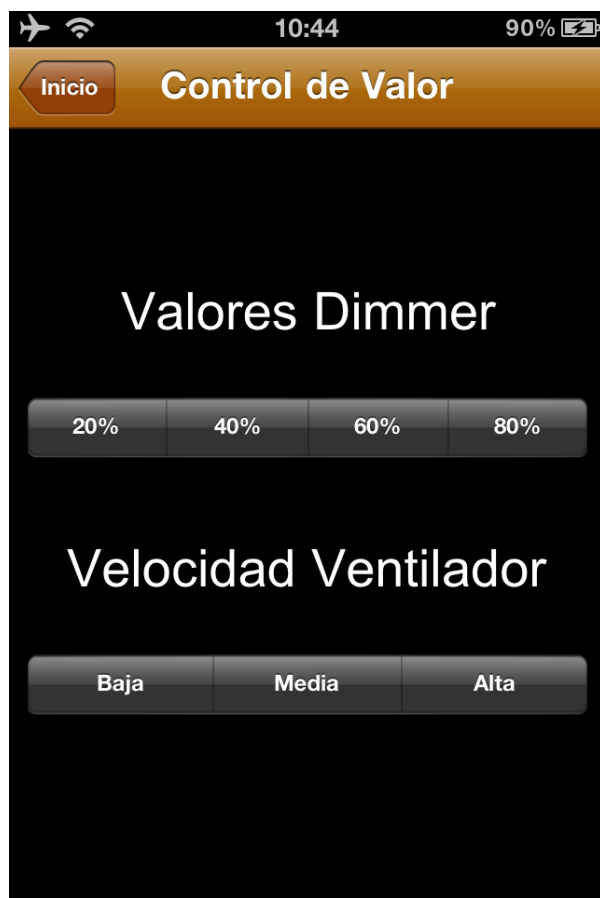 10:44 90%
Inicio Control de Valor
Valores Dimmer
20% 40% 60% 80%
Velocidad Ventilador
Baja Media Alta